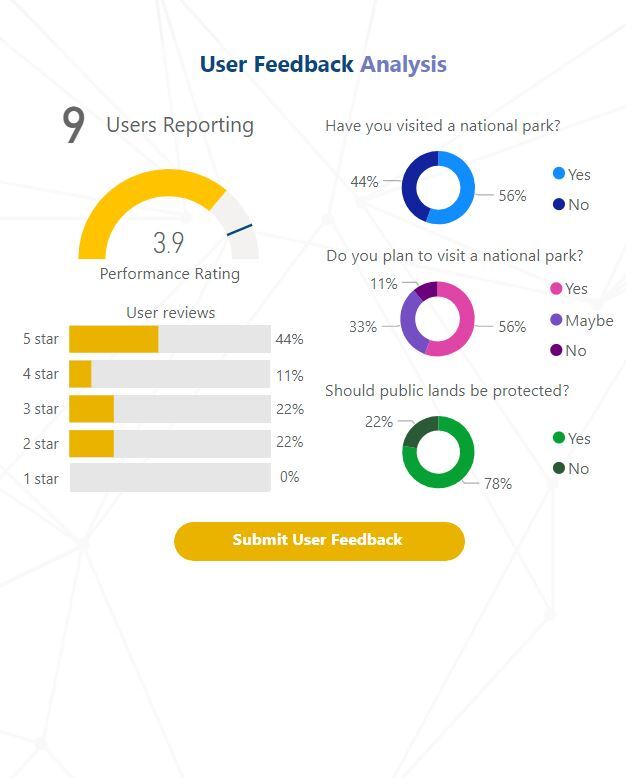 User Feedback Analysis
9 Users Reporting
3.9
Performance Rating
User reviews
5 star 44%
4 star 11%
3 star 22%
2 star 22%
1 star 0%
Have you visited a national park?
44%
56%
Yes
No
Do you plan to visit a national park?
11%
33%
56%
Yes
Maybe
No
Should public lands be protected?
22%
78%
Yes
No
Submit User Feedback